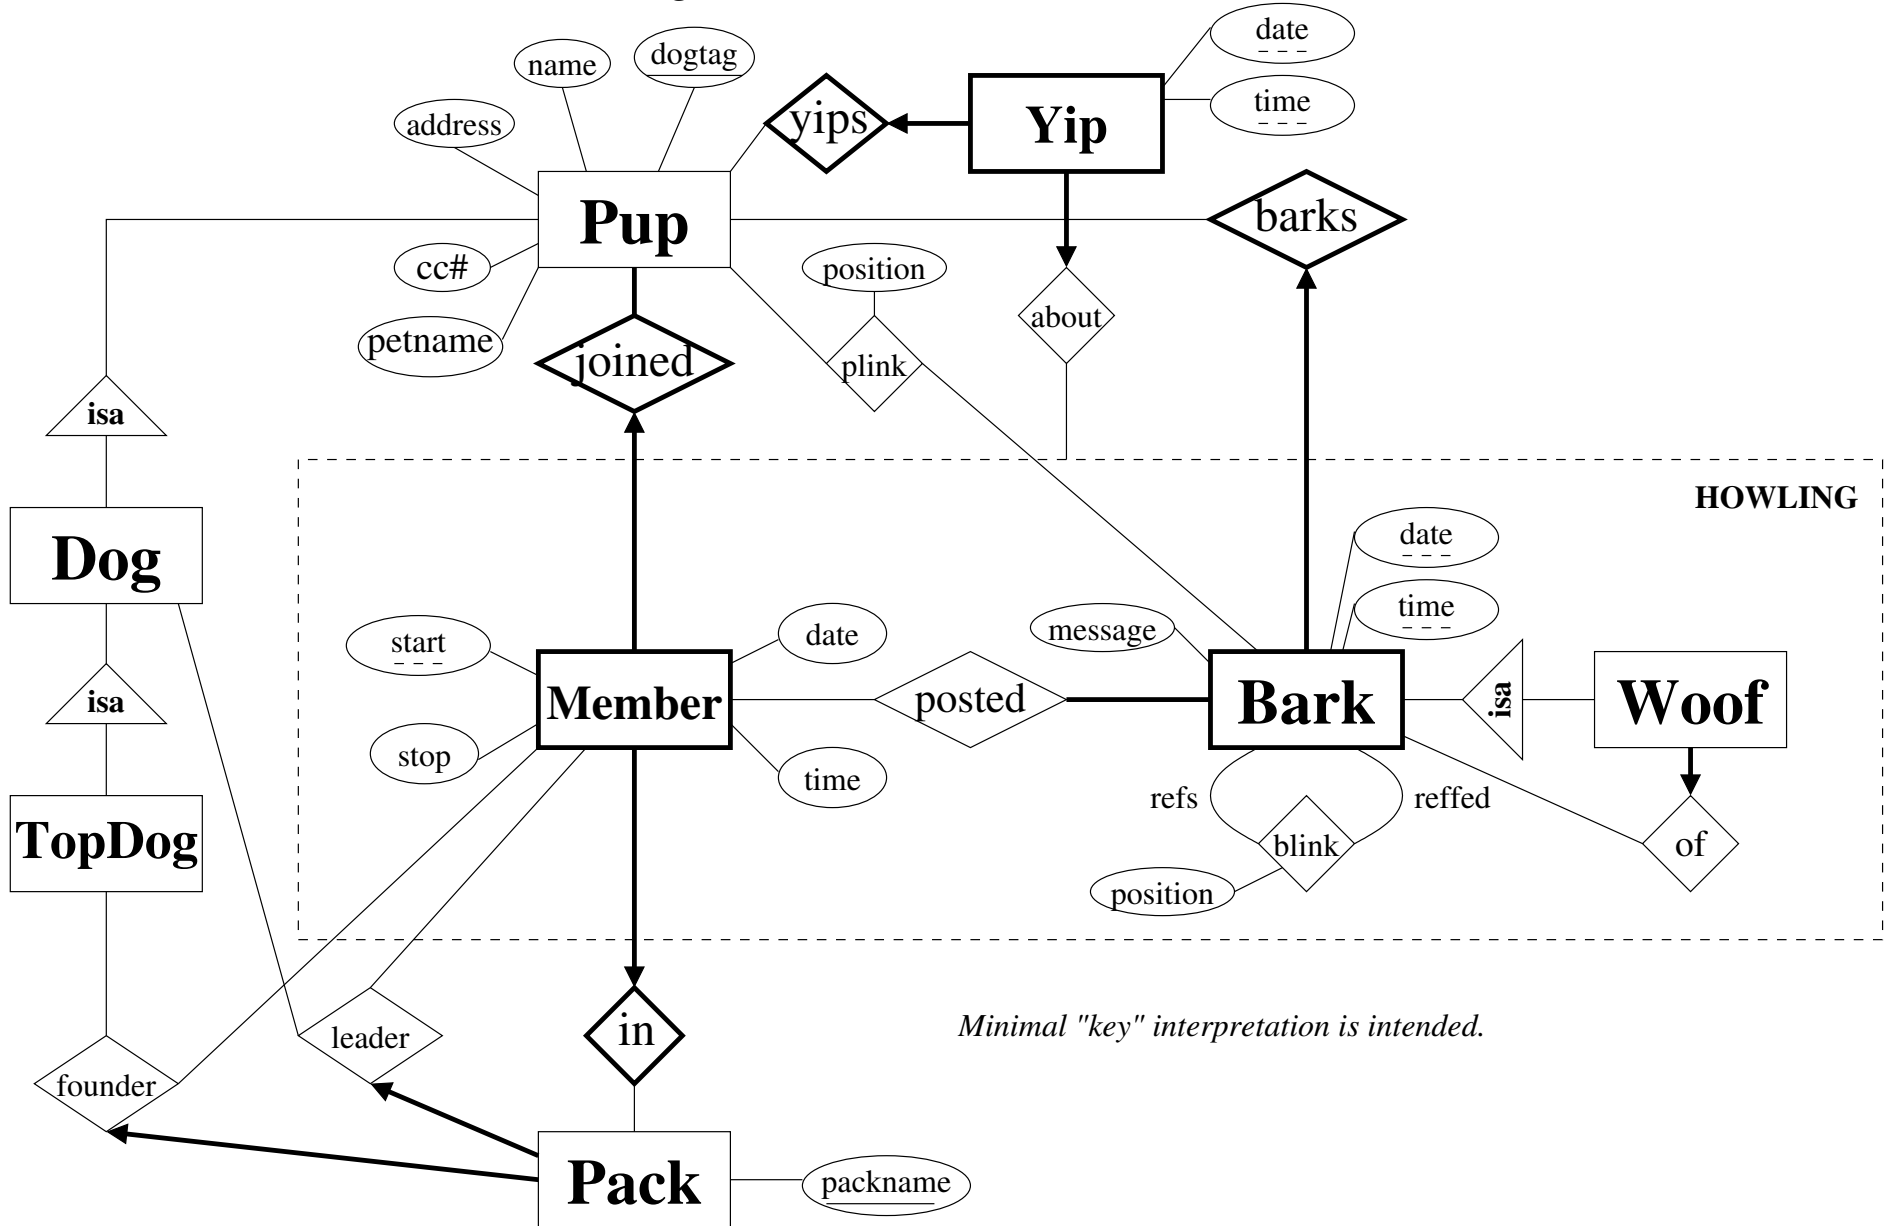 date
name
dogtag
time
address
yips
Yip
Pup
barks
cc#
position
about
petname
joined
plink
isa
HOWLING
Dog
date
start
date
message
time
isa
Member
posted
Bark
isa
Woof
stop
time
refs
reffed
TopDog
blink
of
position
leader
in
Minimal "key" interpretation is intended.
founder
Pack
packname